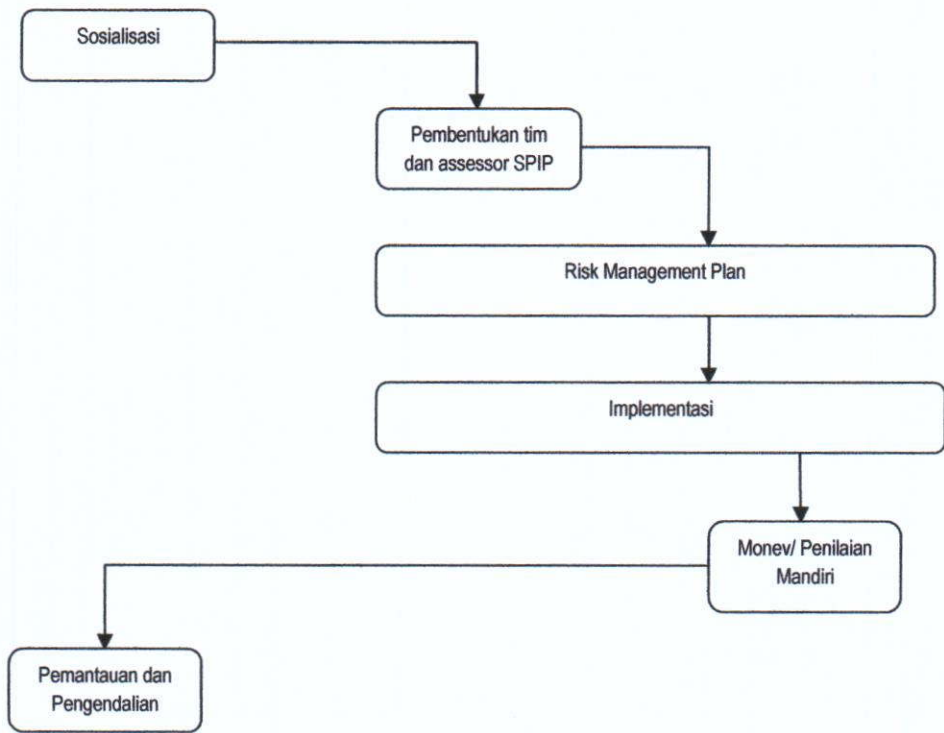 Sosialisasi
Pembentukan tim
dan assessor SPIP
Risk Management Plan
Implementasi
Monev/ Penilaian
Mandiri
Pemantauan dan
Pengendalian